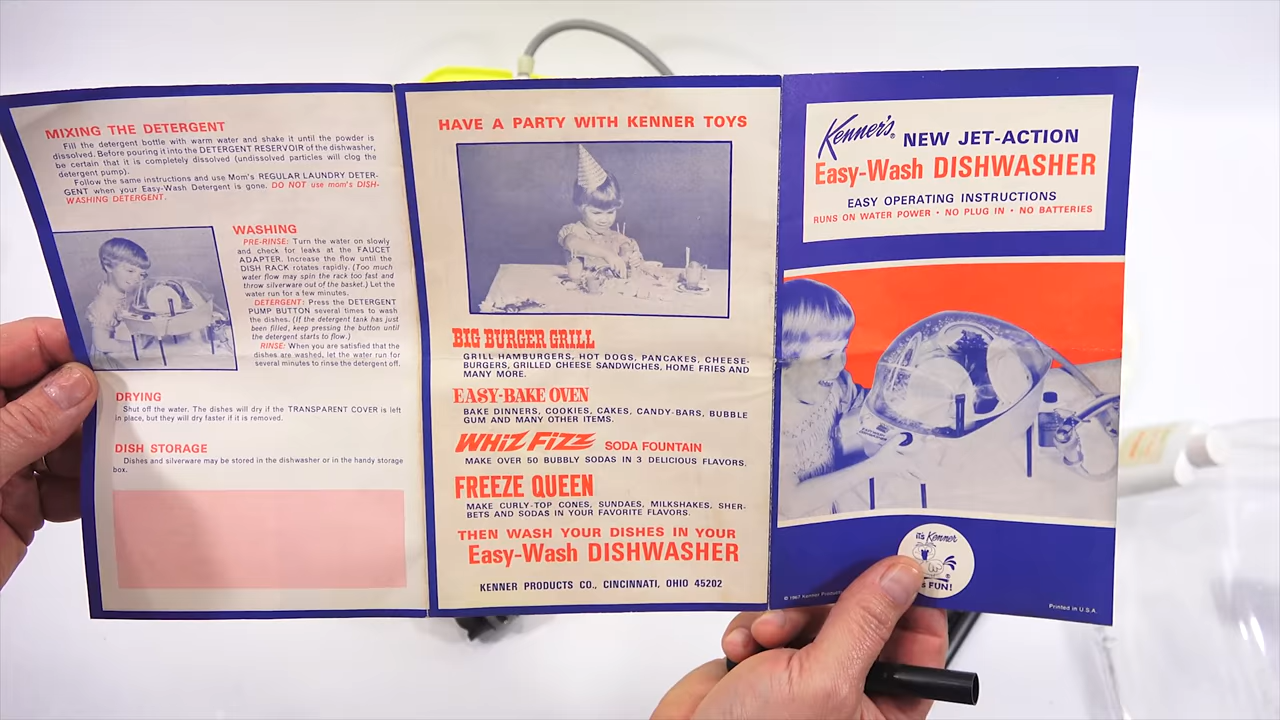 MIXING THE DETERGENT
Fill the detergent bottle with warm water and shake it until the powder is
dissolved. Before pouring it into the DETERGENT RESERVOIR of the dishwasher,
be certain that it is completely dissolved (undissolved particles will clog the
detergent pump).
Follow the same instructions and use Mom's REGULAR LAUNDRY DETER-
GENT when your Easy-Wash Detergent is gone. DO NOT use mom's DISH-
WASHING DETERGENT.
WASHING
PRE-RINSE: Turn the water on slowly
and check for leaks at the FAUCET
ADAPTER. Increase the flow until the
DISH RACK rotates rapidly. (Too much
water flow may spin the rack too fast and
throw silverware out of the basket.) Let the
water run for a few minutes.
DETERGENT: Press the DETERGENT
PUMP BUTTON several times to wash
the dishes. (If the detergent tank has just
been filled, keep pressing the button until
the detergent starts to flow.)
RINSE: When you are satisfied that the
dishes are washed, let the water run for
several minutes to rinse the detergent off.
DRYING
Shut off the water. The dishes will dry if the TRANSPARENT COVER is left
in place, but they will dry faster if it is removed.
DISH STORAGE
Dishes and silverware may be stored in the dishwasher or in the handy storage
box.
HAVE A PARTY WITH KENNER TOYS
BIG BURGER GRILL
GRILL HAMBURGERS, HOT DOGS, PANCAKES, CHEESE-
BURGERS, GRILLED CHEESE SANDWICHES, HOME FRIES AND
MANY MORE.
EASY-BAKE OVEN
BAKE DINNERS, COOKIES, CAKES, CANDY-BARS, BUBBLE
GUM AND MANY OTHER ITEMS.
WHIZ FIZZ SODA FOUNTAIN
MAKE OVER 50 BUBBLY SODAS IN 3 DELICIOUS FLAVORS.
FREEZE QUEEN
MAKE CURLY-TOP CONES, SUNDAES, MILKSHAKES, SHER-
BETS AND SODAS IN YOUR FAVORITE FLAVORS.
THEN WASH YOUR DISHES IN YOUR
Easy-Wash DISHWASHER
KENNER PRODUCTS CO., CINCINNATI, OHIO 45202
Kenner's® NEW JET-ACTION
Easy-Wash DISHWASHER
EASY OPERATING INSTRUCTIONS
RUNS ON WATER POWER • NO PLUG IN • NO BATTERIES
IT'S Kenner
FUN!
© 1967 Kenner
Printed in U.S.A.